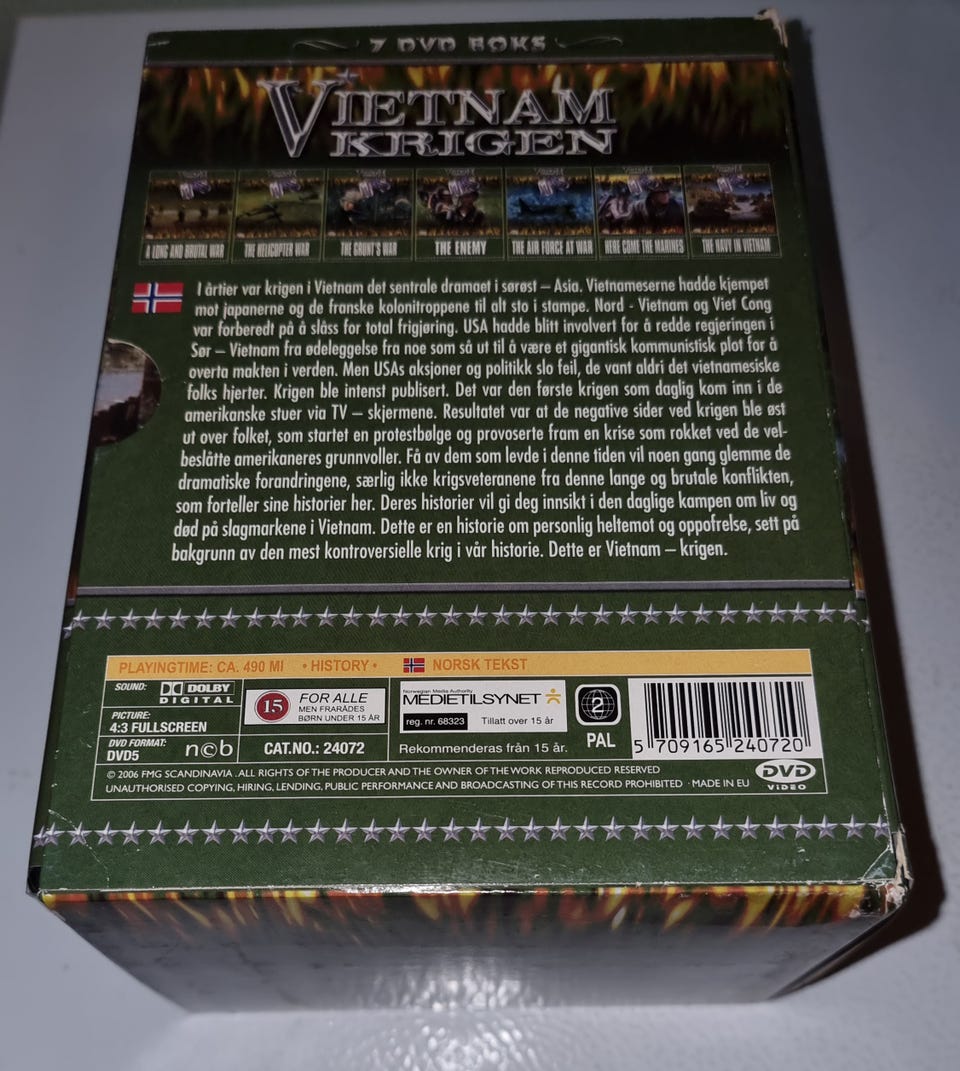 7 DVD BOKS
VIETNAM
KRIGEN
A LONG AND BRUTAL WAR
THE HELICOPTER WAR
THE GRUNT'S WAR
THE ENEMY
THE AIR FORCE AT WAR
HERE COME THE MARINES
THE NAVY IN VIETNAM
I årtier var krigen i Vietnam det sentrale dramaet i sørøst – Asia. Vietnameserne hadde kjempet
mot japanerne og de franske kolonitroppene til alt sto i stampe. Nord - Vietnam og Viet Cong
var forberedt på å slåss for total frigjøring. USA hadde blitt involvert for å redde regjeringen i
Sør – Vietnam fra ødeleggelse fra noe som så ut til å være et gigantisk kommunistisk plot for å
overta makten i verden. Men USAs aksjoner og politikk slo feil, de vant aldri det vietnamesiske
folks hjerter. Krigen ble intenst publisert. Det var den første krigen som daglig kom inn i de
amerikanske stuer via TV – skjermene. Resultatet var at de negative sider ved krigen ble øst
ut over folket, som startet en protestbølge og provoserte fram en krise som rokket ved de vel-
beslåtte amerikaneres grunnvoller. Få av dem som levde i denne tiden vil noen gang glemme de
dramatiske forandringene, særlig ikke krigsveteranene fra denne lange og brutale konflikten,
som forteller sine historier her. Deres historier vil gi deg innsikt i den daglige kampen om liv og
død på slagmarkene i Vietnam. Dette er en historie om personlig heltemot og oppofrelse, sett på
bakgrunn av den mest kontroversielle krig i vår historie. Dette er Vietnam – krigen.
PLAYINGTIME: CA. 490 MI • HISTORY • NORSK TEKST
SOUND: DOLBY
DIGITAL
PICTURE:
4:3 FULLSCREEN
DVD FORMAT:
DVD5
ncb
15 FOR ALLE
MEN FRARÅDES
BØRN UNDER 15 ÅR
CAT.NO.: 24072
Norwegian Media Authority
MEDIETILSYNET
reg. nr. 68323 Tillatt over 15 år
Rekommenderas från 15 år.
2
PAL
5 709165 240720
DVD
VIDEO
© 2006 FMG SCANDINAVIA . ALL RIGHTS OF THE PRODUCER AND THE OWNER OF THE WORK REPRODUCED RESERVED
UNAUTHORISED COPYING, HIRING, LENDING, PUBLIC PERFORMANCE AND BROADCASTING OF THIS RECORD PROHIBITED · MADE IN EU